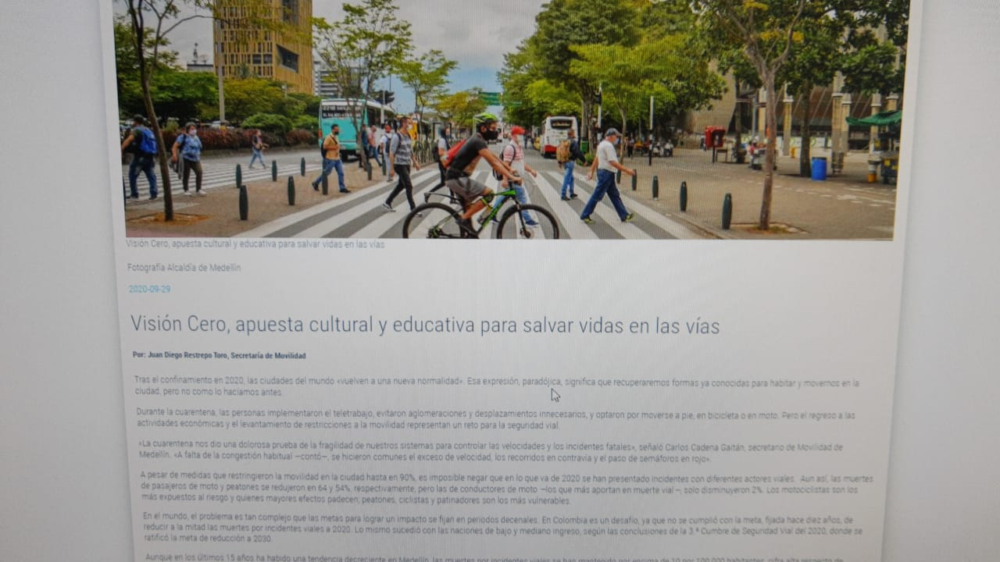 Visión Cero, apuesta cultural y educativa para salvar vidas en las vías
Fotografía Alcaldía de Medellín
2020-09-29
Visión Cero, apuesta cultural y educativa para salvar vidas en las vías
Por: Juan Diego Restrepo Toro, Secretaría de Movilidad
Tras el confinamiento en 2020, las ciudades del mundo «vuelven a una nueva normalidad». Esa expresión, paradójica, significa que recuperaremos formas ya conocidas para habitar y movernos en la
ciudad, pero no como lo hacíamos antes.
Durante la cuarentena, las personas implementaron el teletrabajo, evitaron aglomeraciones y desplazamientos innecesarios, y optaron por moverse a pie, en bicicleta o en moto. Pero el regreso a las
actividades económicas y el levantamiento de restricciones a la movilidad representan un reto para la seguridad vial.
«La cuarentena nos dio una dolorosa prueba de la fragilidad de nuestros sistemas para controlar las velocidades y los incidentes fatales», señaló Carlos Cadena Gaitán, secretario de Movilidad de
Medellín. «A falta de la congestión habitual —contó—, se hicieron comunes el exceso de velocidad, los recorridos en contravía y el paso de semáforos en rojo».
A pesar de medidas que restringieron la movilidad en la ciudad hasta en 90%, es imposible negar que en lo que va de 2020 se han presentado incidentes con diferentes actores viales. Aun así, las muertes
de pasajeros de moto y peatones se redujeron en 64 y 54%, respectivamente, pero las de conductores de moto —los que más aportan en muerte vial —, solo disminuyeron 2%. Los motociclistas son los
más expuestos al riesgo y quienes mayores efectos padecen; peatones, ciclistas y patinadores son los más vulnerables.
En el mundo, el problema es tan complejo que las metas para lograr un impacto se fijan en periodos decenales. En Colombia es un desafío, ya que no se cumplió con la meta, fijada hace diez años, de
reducir a la mitad las muertes por incidentes viales a 2020. Lo mismo sucedió con las naciones de bajo y mediano ingreso, según las conclusiones de la 3.ª Cumbre de Seguridad Vial del 2020, donde se
ratificó la meta de reducción a 2030.
Aunque en los últimos 15 años ha habido una tendencia decreciente en Medellín, las muertes por incidentes viales se han mantenido por encima de 10 por 100.000 habitantes, cifra alta respecto